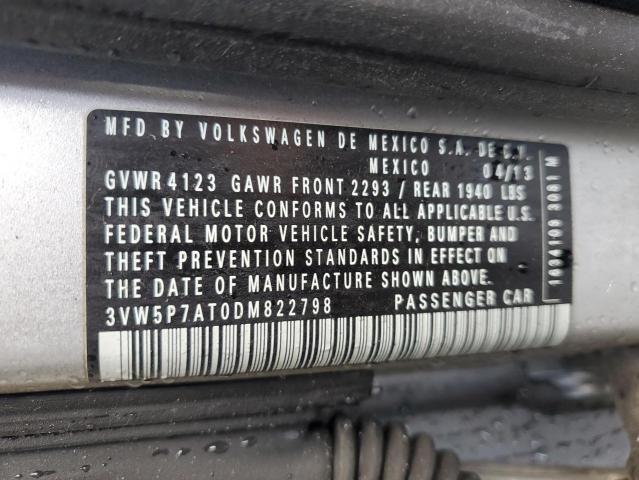 MFD BY VOLKSWAGEN DE MEXICO S.A. DE C.V.
MEXICO 04/13
GVWR 4123 GAWR FRONT 2293 / REAR 1940 LBS
THIS VEHICLE CONFORMS TO ALL APPLICABLE U.S.
FEDERAL MOTOR VEHICLE SAFETY, BUMPER AND
THEFT PREVENTION STANDARDS IN EFFECT ON
THE DATE OF MANUFACTURE SHOWN ABOVE.
3VW5P7AT0DM822798 PASSENGER CAR